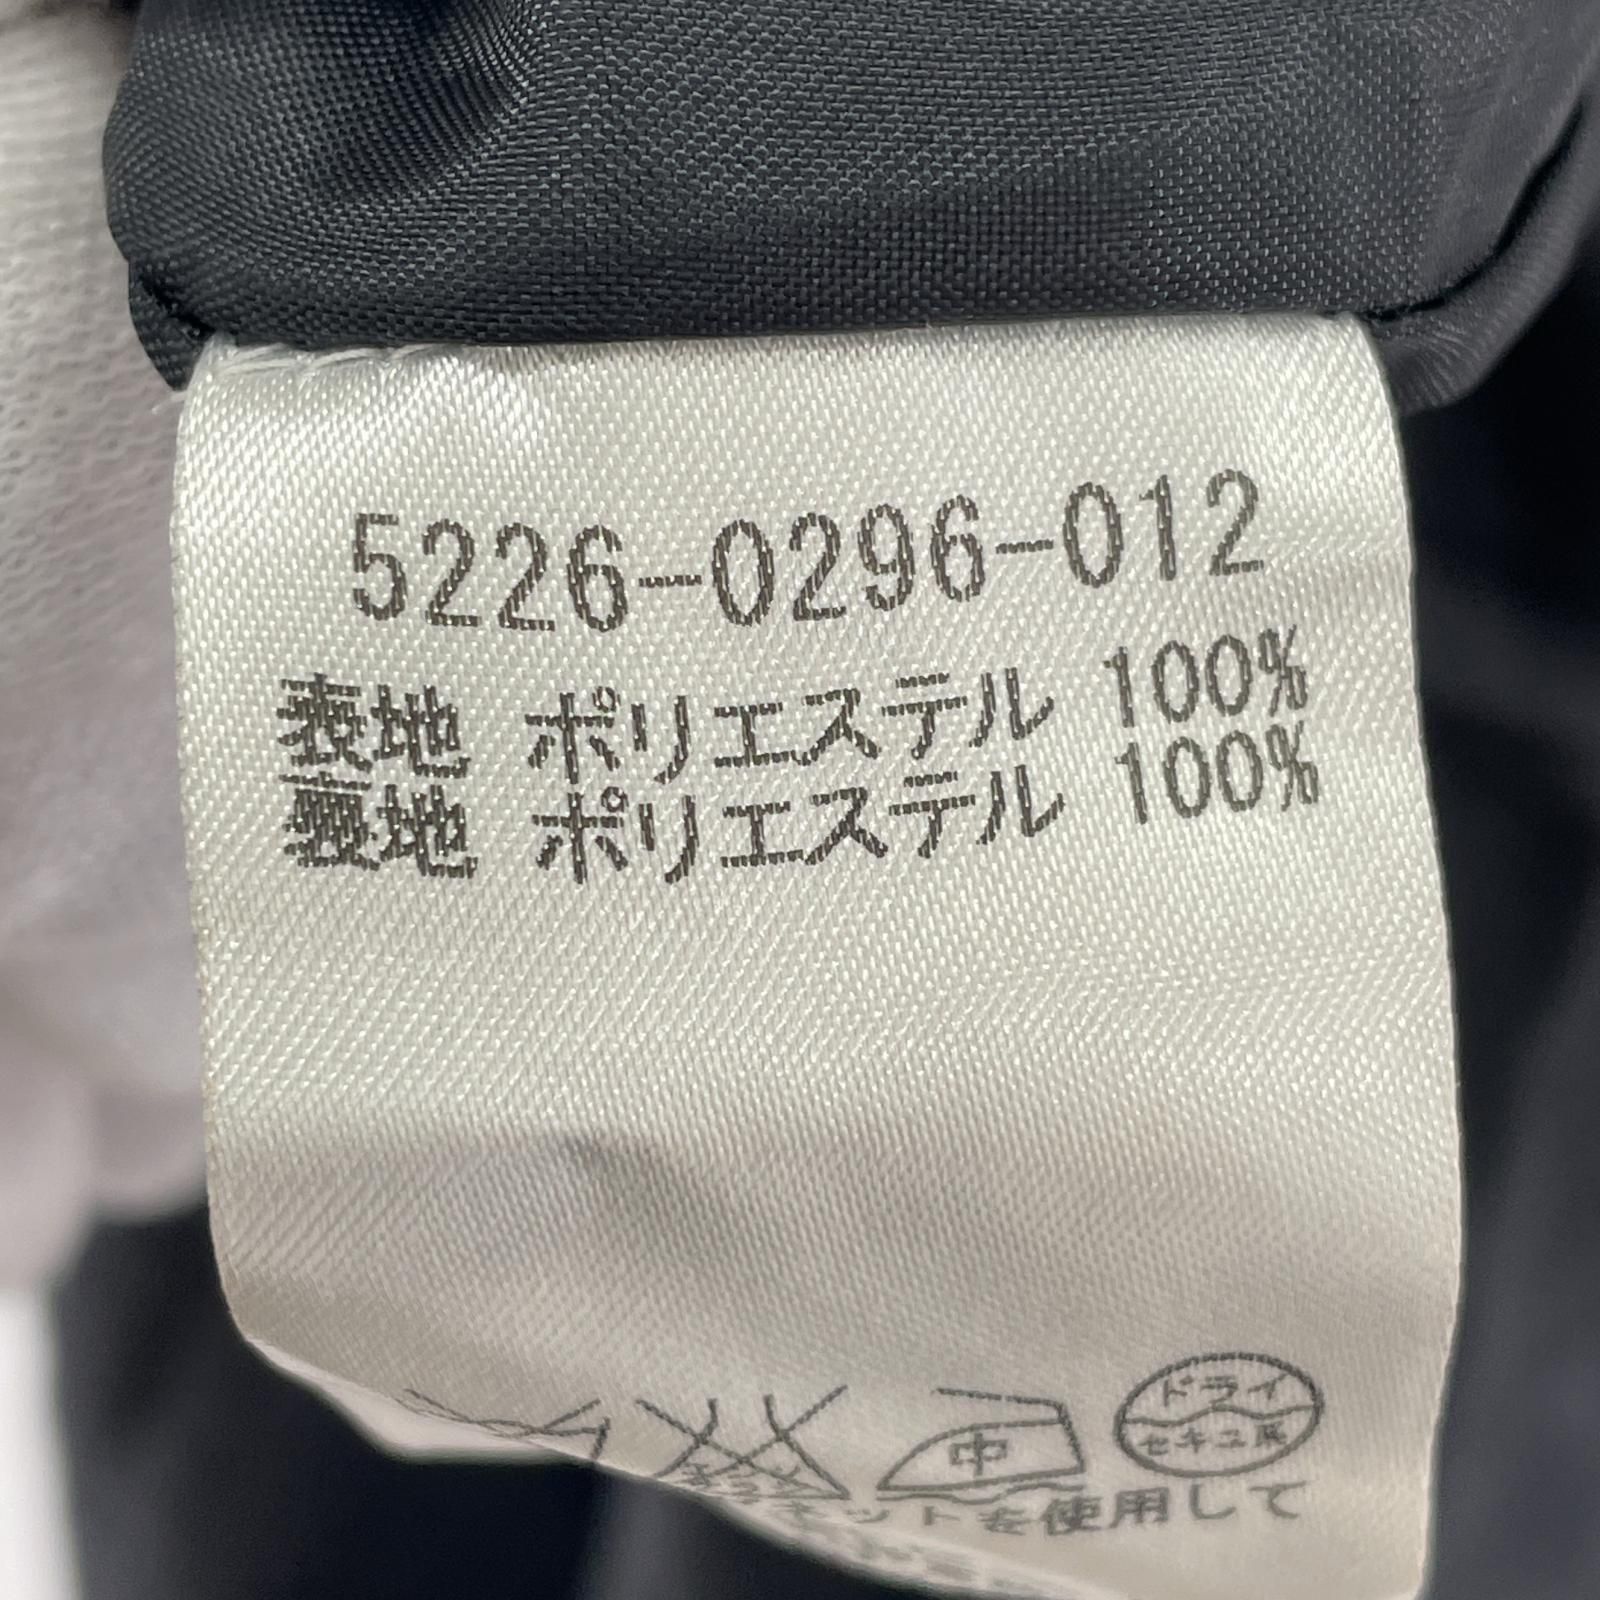 5226-0296-012
表地 ポリエステル 100%
裏地 ポリエステル 100%
中
ドライ
セキユ系
ットを使用して